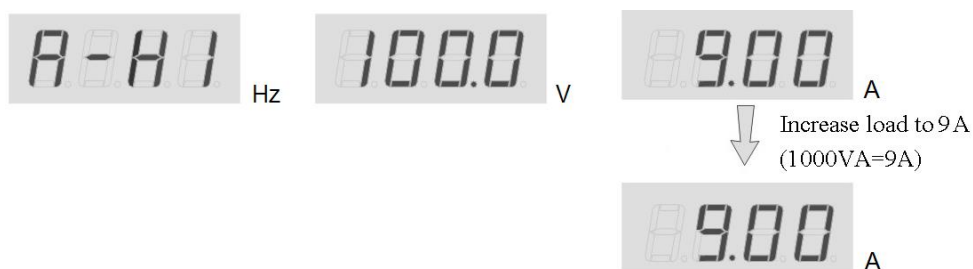 A-H1 Hz
100.0 V
9.00 A
Increase load to 9A
(1000VA=9A)
9.00 A